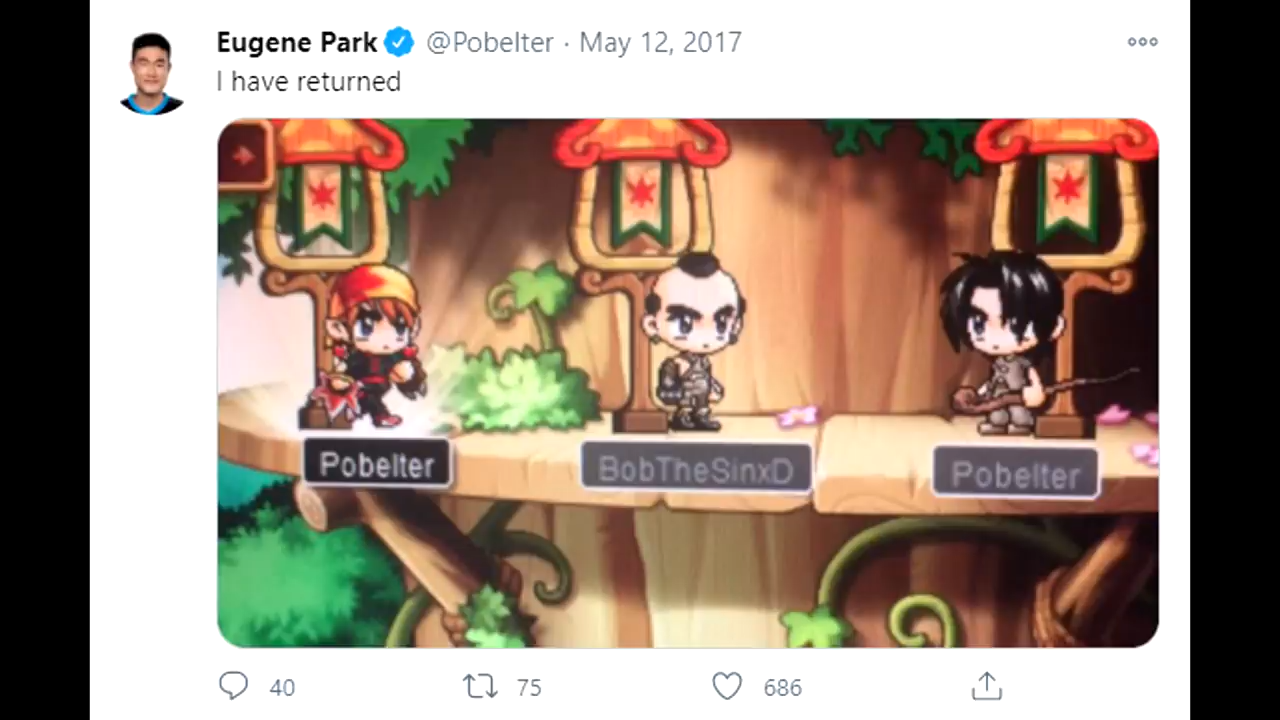 Eugene Park @Pobelter · May 12, 2017
I have returned
Pobelter
BobTheSinxD
Pobelter
40 75 686